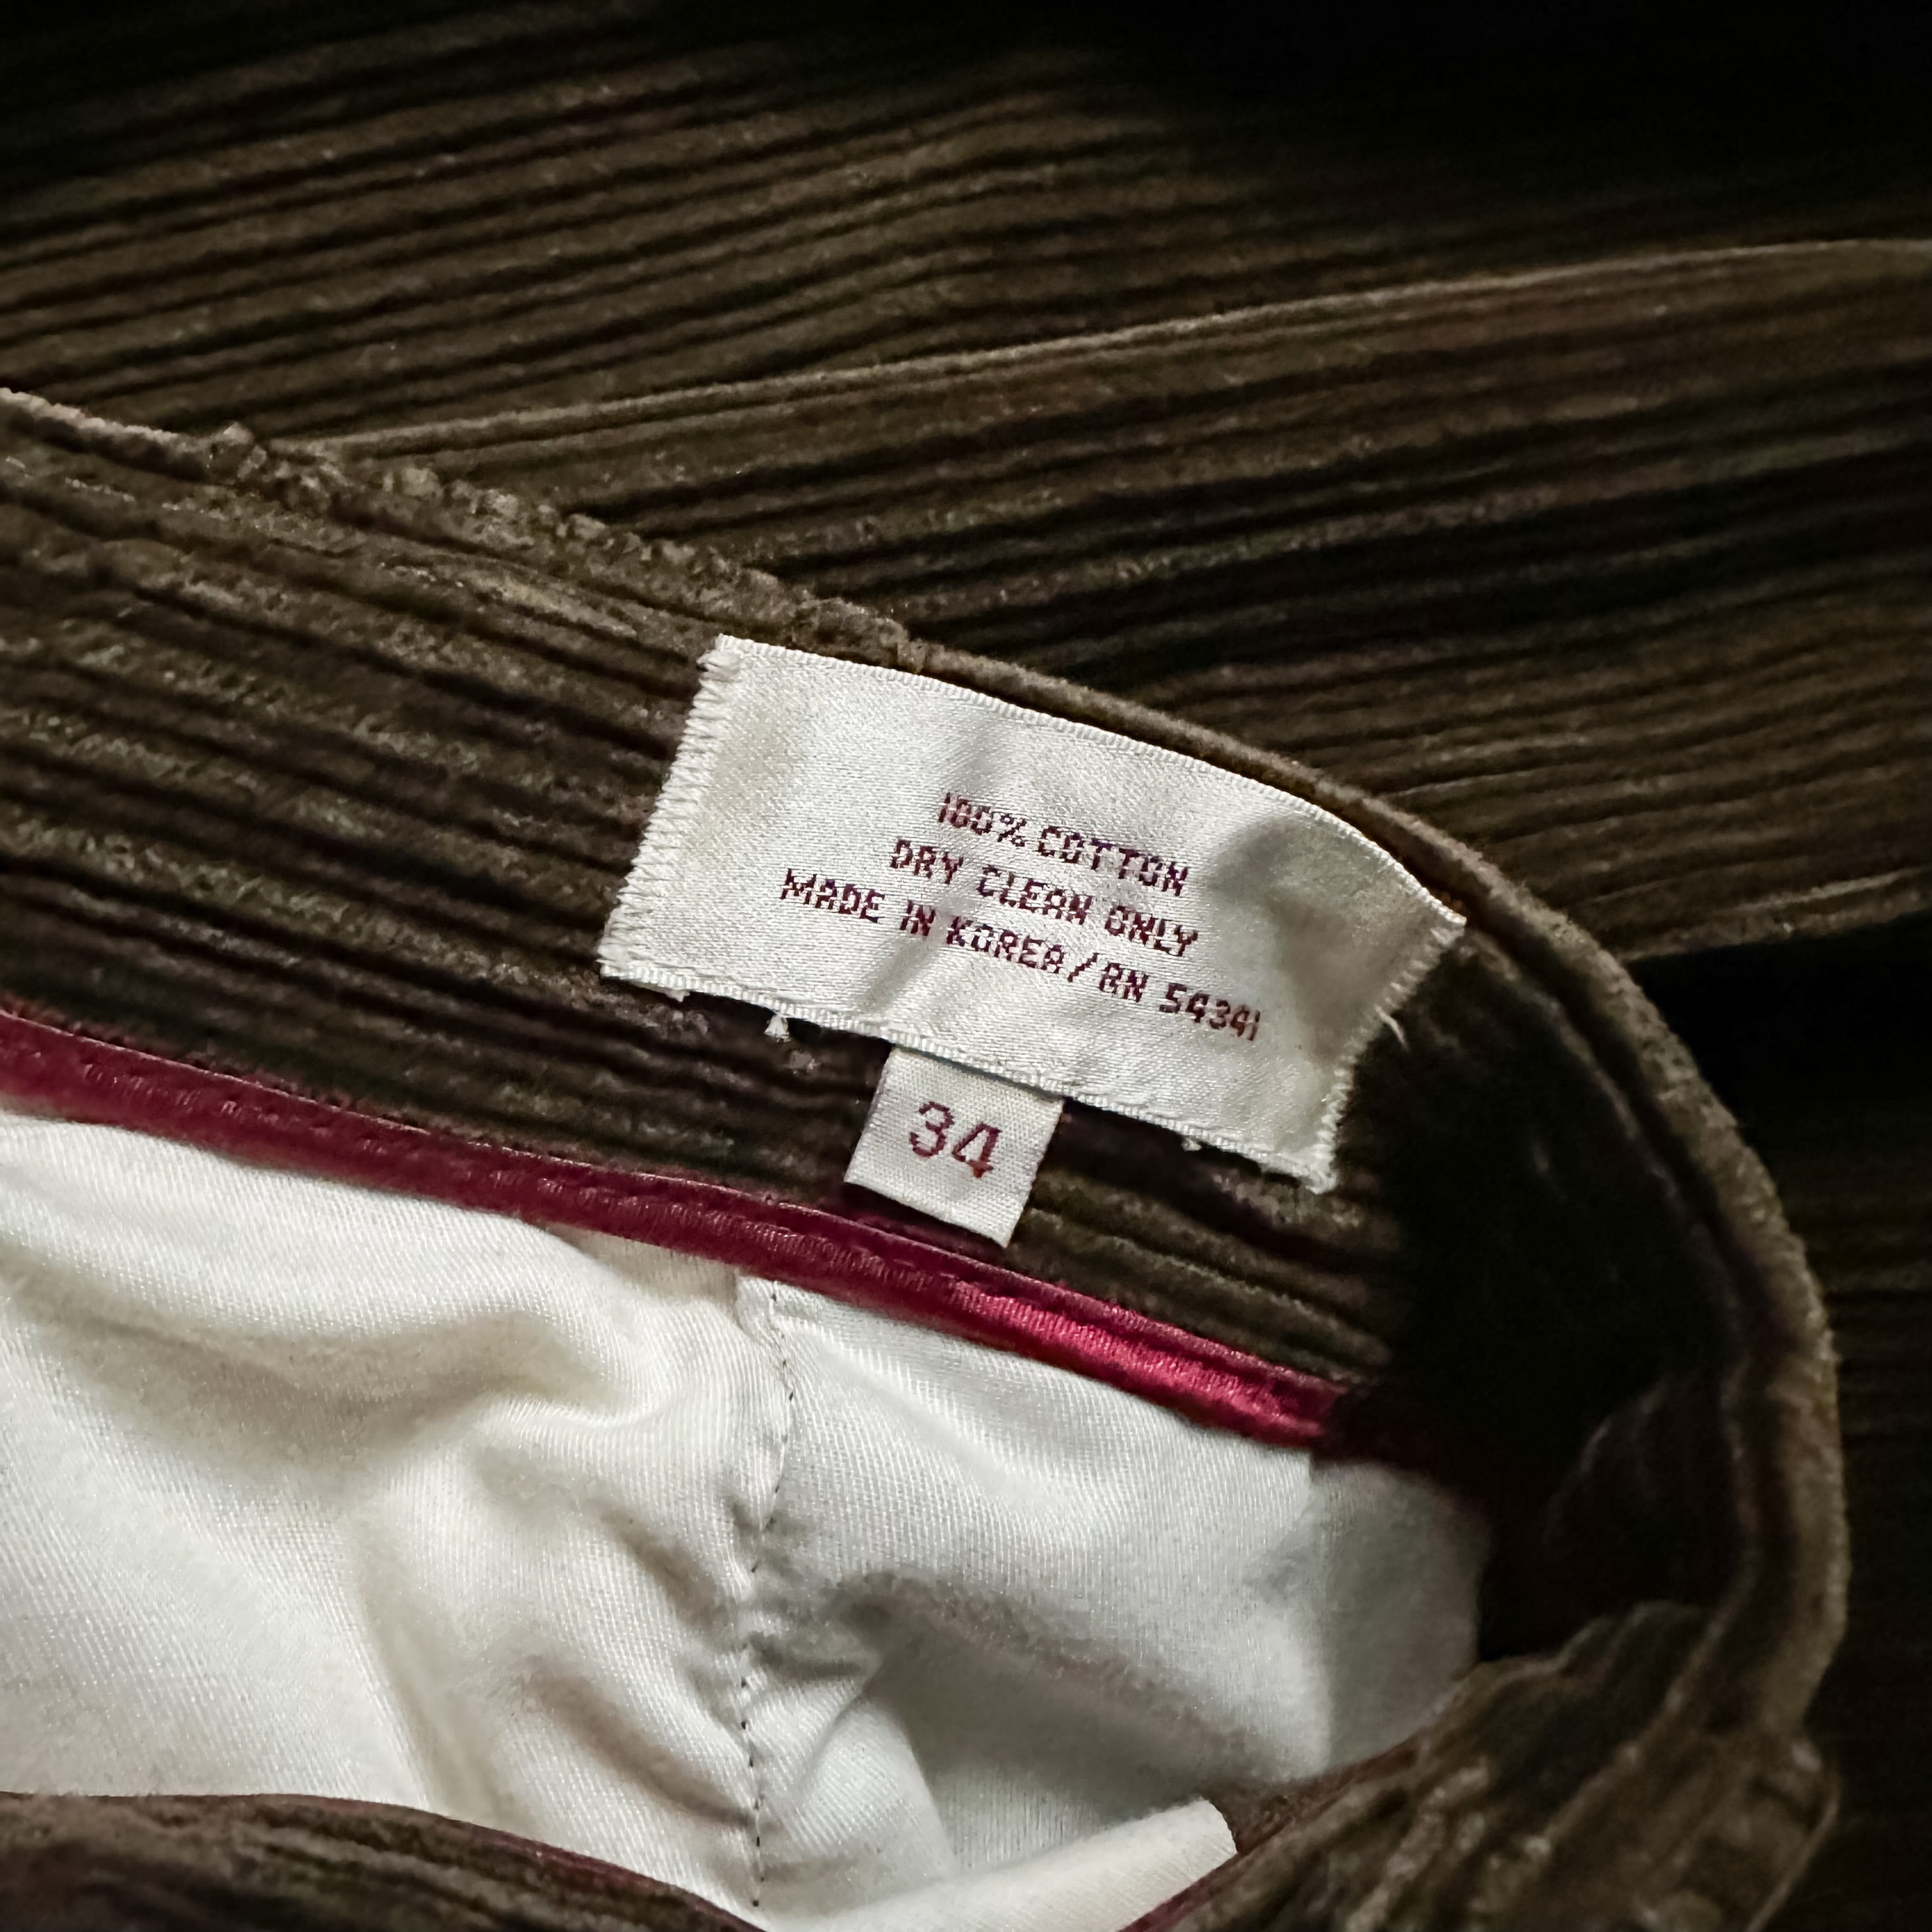 100% COTTON
DRY CLEAN ONLY
MADE IN KOREA/RN 54341
34